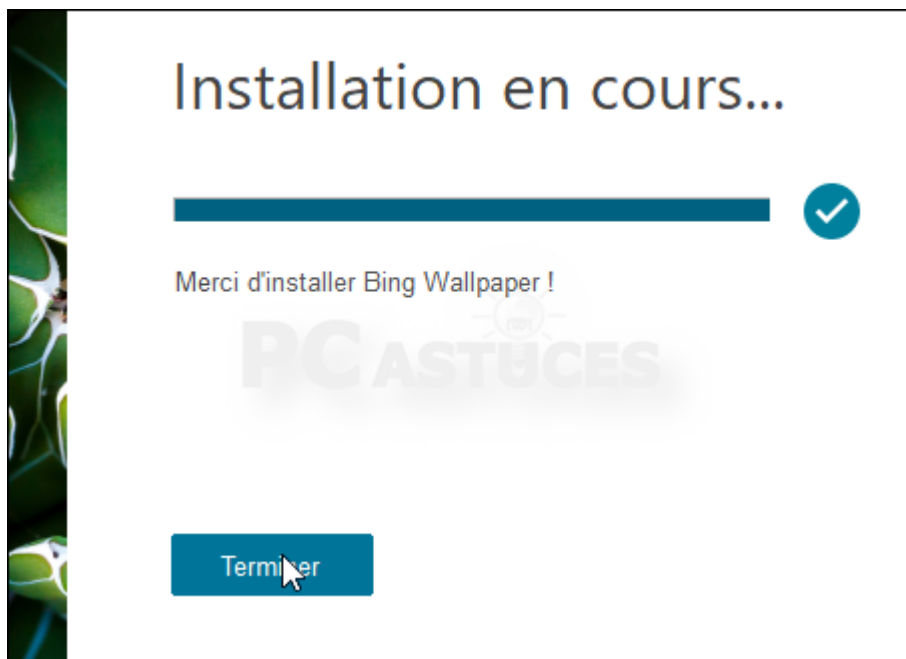 Installation en cours...
Merci d'installer Bing Wallpaper !
PC ASTUCES
Terminer